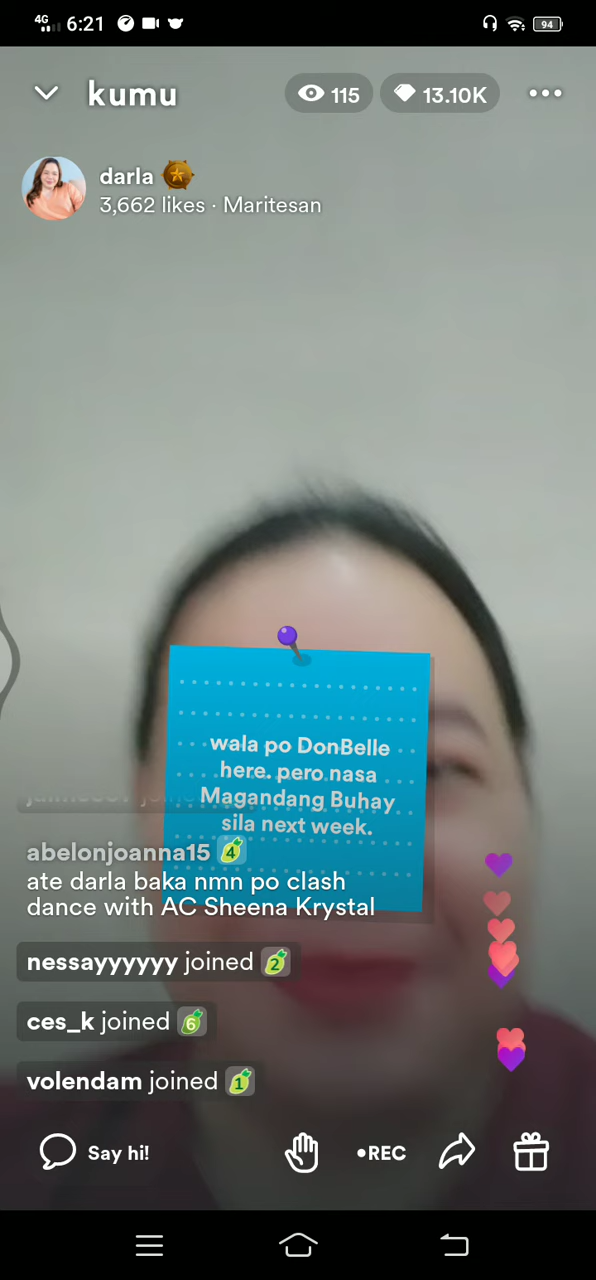 4G 6:21 94
kumu 115 13.10K
darla
3,662 likes · Maritesan
wala po DonBelle
here. pero nasa
Magandang Buhay
sila next week.
abelonjoanna15 4
ate darla baka nmn po clash
dance with AC Sheena Krystal
nessayyyyyy joined 2
ces_k joined 6
volendam joined 1
Say hi! •REC